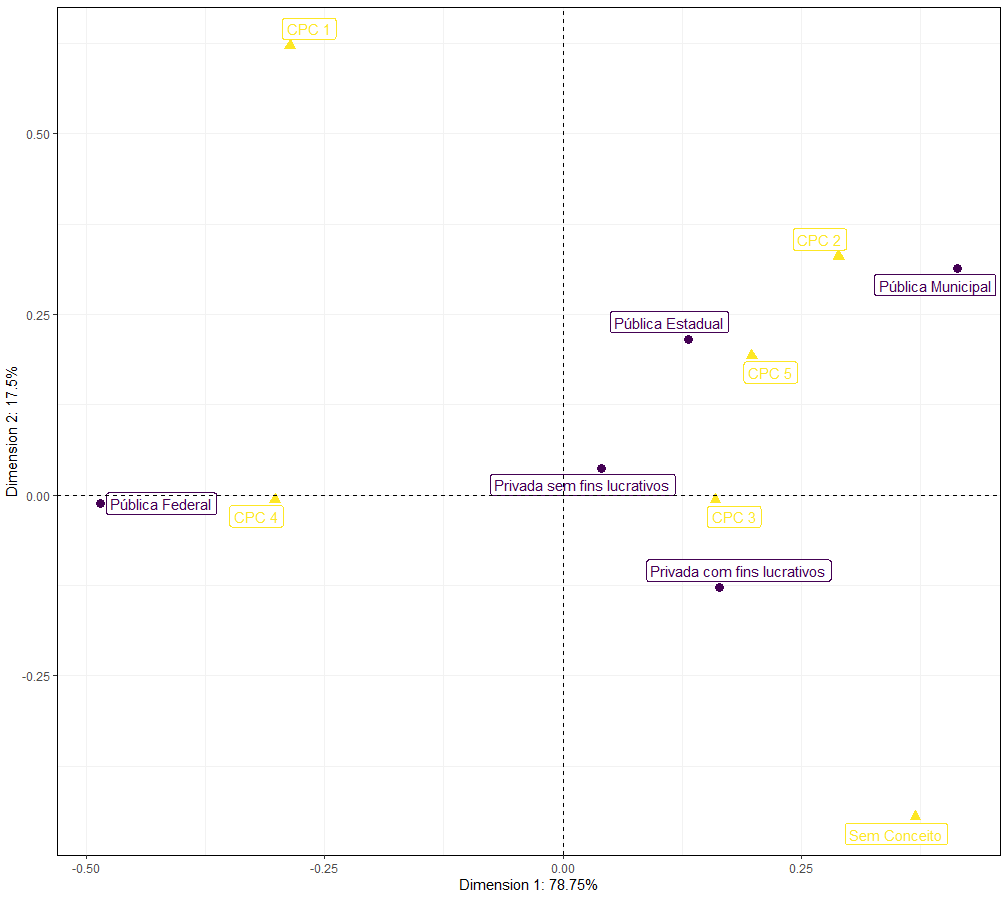 CPC 1
0.50
CPC 2
Pública Municipal
0.25
Pública Estadual
CPC 5
Dimension 2: 17.5%
Privada sem fins lucrativos
0.00
Pública Federal
CPC 4
CPC 3
Privada com fins lucrativos
-0.25
Sem Conceito
-0.50
-0.25
0.00
0.25
Dimension 1: 78.75%